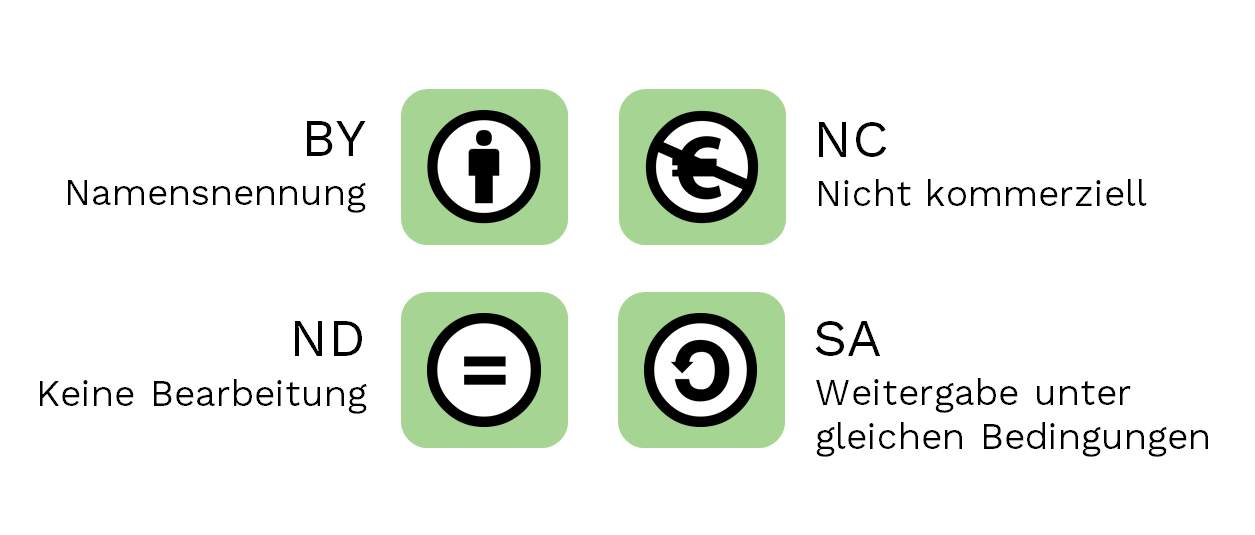 BY
Namensnennung
NC
Nicht kommerziell
ND
Keine Bearbeitung
SA
Weitergabe unter
gleichen Bedingungen